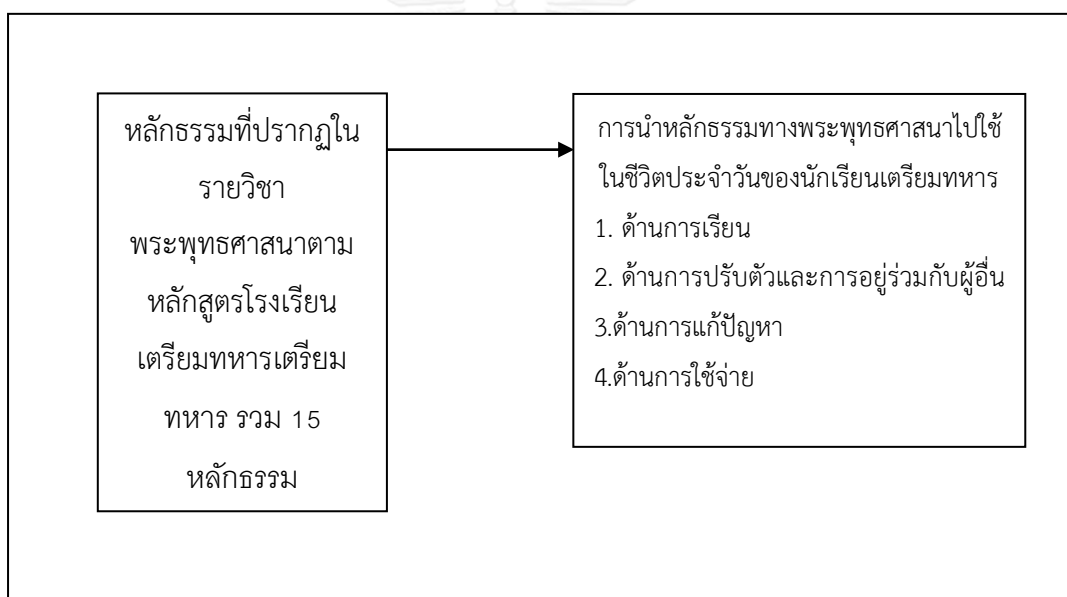 หลักธรรมที่ปรากฏใน
รายวิชา
พระพุทธศาสนาตาม
หลักสูตรโรงเรียน
เตรียมทหารเตรียม
ทหาร รวม 15
หลักธรรม
การนำหลักธรรมทางพระพุทธศาสนาไปใช้
ในชีวิตประจำวันของนักเรียนเตรียมทหาร
1. ด้านการเรียน
2. ด้านการปรับตัวและการอยู่ร่วมกับผู้อื่น
3.ด้านการแก้ปัญหา
4.ด้านการใช้จ่าย